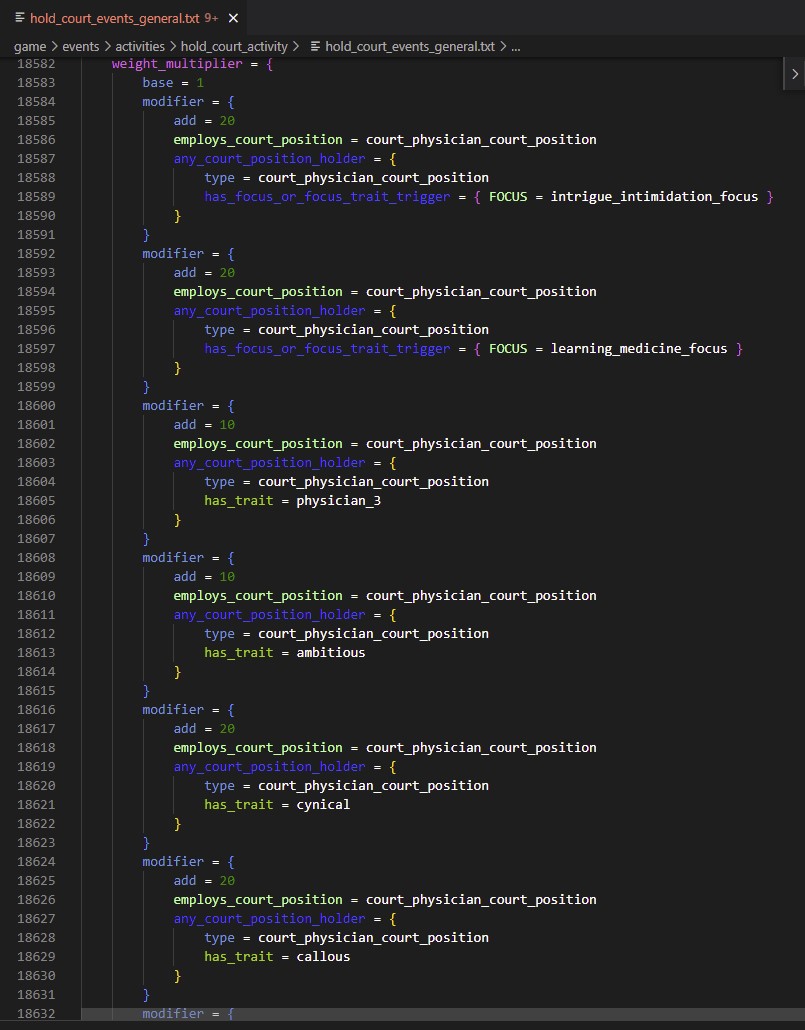 hold_court_events_general.txt 9+ ×
game > events > activities > hold_court_activity > hold_court_events_general.txt > ...
18582 weight_multiplier = {
18583 base = 1
18584 modifier = {
18585 add = 20
18586 employs_court_position = court_physician_court_position
18587 any_court_position_holder = {
18588 type = court_physician_court_position
18589 has_focus_or_focus_trait_trigger = { FOCUS = intrigue_intimidation_focus }
18590 }
18591 }
18592 modifier = {
18593 add = 20
18594 employs_court_position = court_physician_court_position
18595 any_court_position_holder = {
18596 type = court_physician_court_position
18597 has_focus_or_focus_trait_trigger = { FOCUS = learning_medicine_focus }
18598 }
18599 }
18600 modifier = {
18601 add = 10
18602 employs_court_position = court_physician_court_position
18603 any_court_position_holder = {
18604 type = court_physician_court_position
18605 has_trait = physician_3
18606 }
18607 }
18608 modifier = {
18609 add = 10
18610 employs_court_position = court_physician_court_position
18611 any_court_position_holder = {
18612 type = court_physician_court_position
18613 has_trait = ambitious
18614 }
18615 }
18616 modifier = {
18617 add = 20
18618 employs_court_position = court_physician_court_position
18619 any_court_position_holder = {
18620 type = court_physician_court_position
18621 has_trait = cynical
18622 }
18623 }
18624 modifier = {
18625 add = 20
18626 employs_court_position = court_physician_court_position
18627 any_court_position_holder = {
18628 type = court_physician_court_position
18629 has_trait = callous
18630 }
18631 }
18632 modifier = {